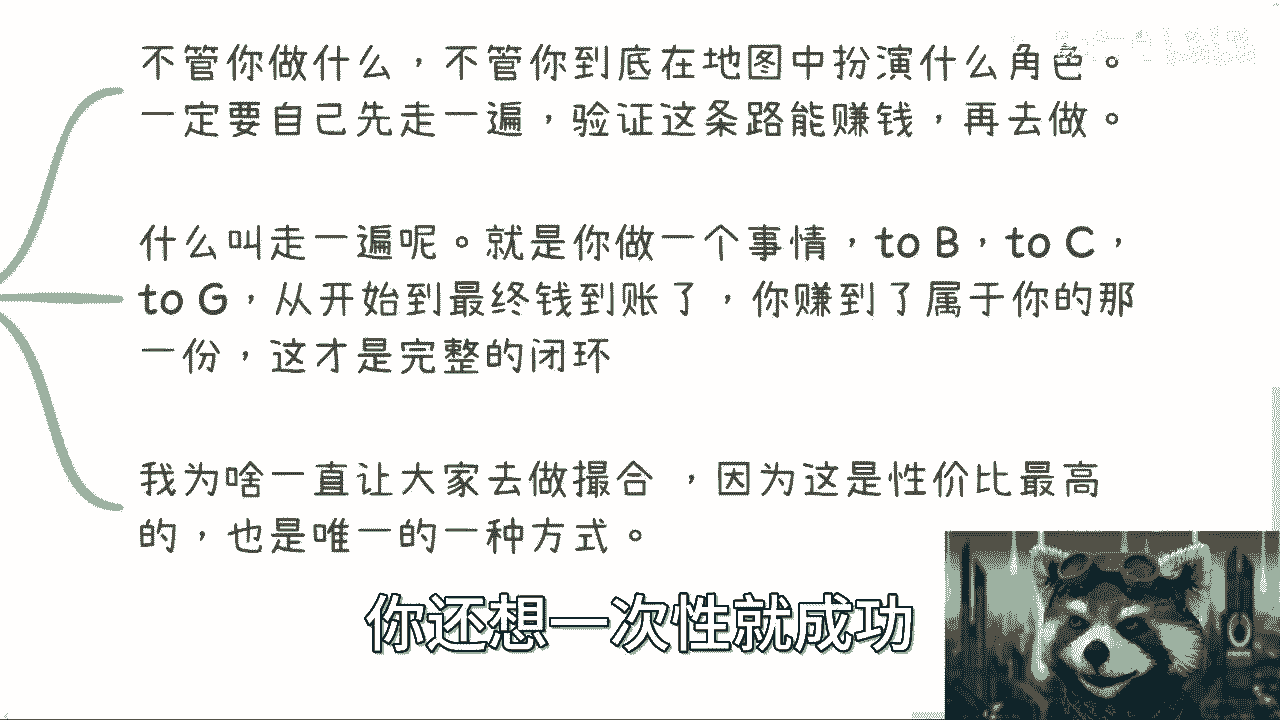 不管你做什么，不管你到底在地图中扮演什么角色。
一定要自己先走一遍，验证这条路能赚钱，再去做。
什么叫走一遍呢。就是你做一个事情，to B，to C，
to G，从开始到最终钱到账了，你赚到了属于你的那
一份，这才是完整的闭环
我为啥一直让大家去做撮合 ，因为这是性价比最高
的，也是唯一的一种方式。
你还想一次性就成功